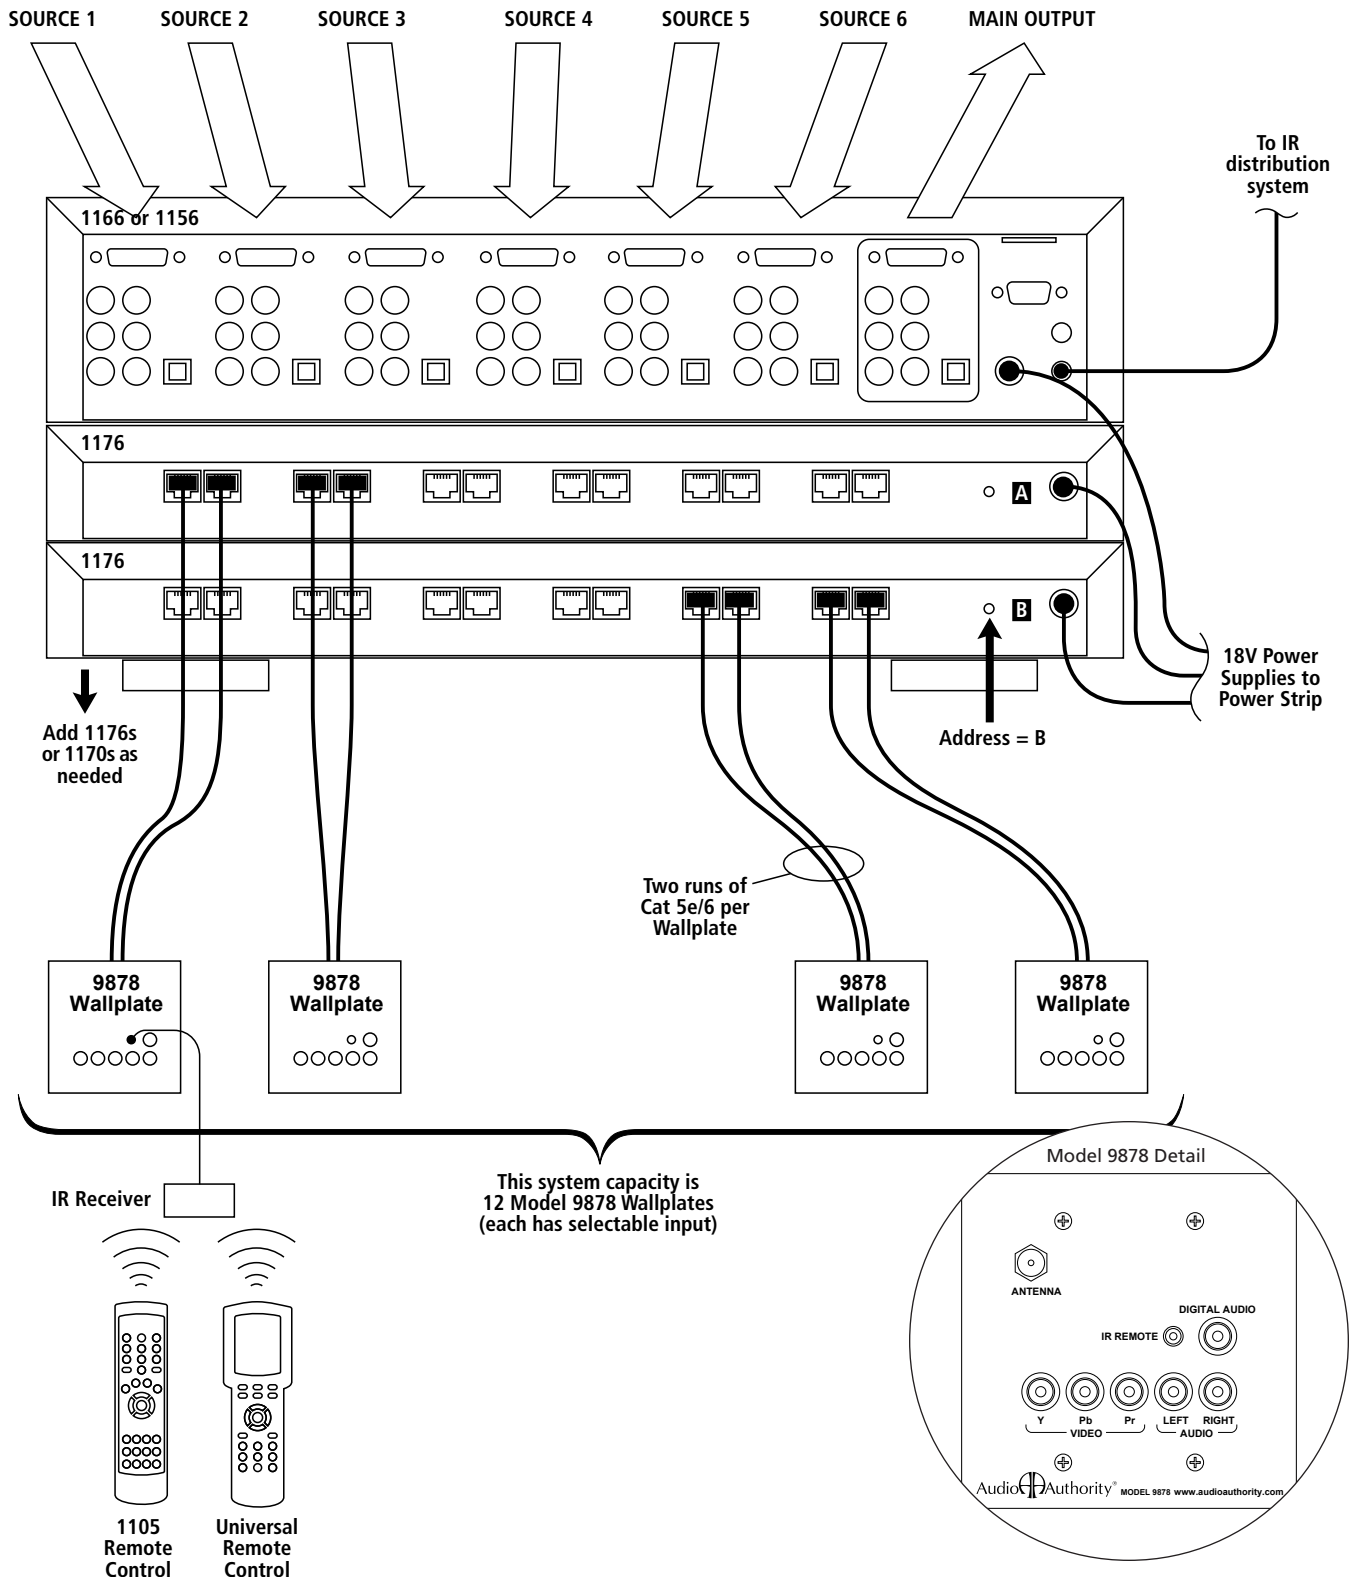 SOURCE 1
SOURCE 2
SOURCE 3
SOURCE 4
SOURCE 5
SOURCE 6
MAIN OUTPUT
To IR
distribution
system
1166 or 1156
1176
A
1176
B
18V Power
Supplies to
Power Strip
Add 1176s
or 1170s as
needed
Address = B
Two runs of
Cat 5e/6 per
Wallplate
9878
Wallplate
9878
Wallplate
9878
Wallplate
9878
Wallplate
This system capacity is
12 Model 9878 Wallplates
(each has selectable input)
IR Receiver
1105
Remote
Control
Universal
Remote
Control
Model 9878 Detail
ANTENNA
DIGITAL AUDIO
IR REMOTE
Y Pb Pr LEFT RIGHT
VIDEO AUDIO
Audio Authority® MODEL 9878 www.audioauthority.com